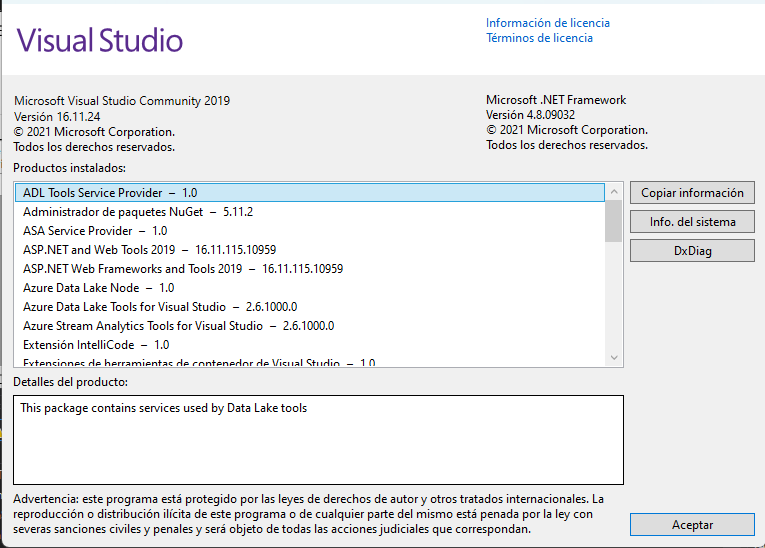 Visual Studio
Información de licencia
Términos de licencia
Microsoft Visual Studio Community 2019
Versión 16.11.24
© 2021 Microsoft Corporation.
Todos los derechos reservados.
Microsoft .NET Framework
Versión 4.8.09032
© 2021 Microsoft Corporation.
Todos los derechos reservados.
Productos instalados:
ADL Tools Service Provider – 1.0
Administrador de paquetes NuGet – 5.11.2
ASA Service Provider – 1.0
ASP.NET and Web Tools 2019 – 16.11.115.10959
ASP.NET Web Frameworks and Tools 2019 – 16.11.115.10959
Azure Data Lake Node – 1.0
Azure Data Lake Tools for Visual Studio – 2.6.1000.0
Azure Stream Analytics Tools for Visual Studio – 2.6.1000.0
Extensión IntelliCode – 1.0
Extensiones de herramientas de contenedor de Visual Studio – 1.0
Copiar información
Info. del sistema
DxDiag
Detalles del producto:
This package contains services used by Data Lake tools
Advertencia: este programa está protegido por las leyes de derechos de autor y otros tratados internacionales. La
reproducción o distribución ilícita de este programa o de cualquier parte del mismo está penada por la ley con
severas sanciones civiles y penales y será objeto de todas las acciones judiciales que correspondan.
Aceptar